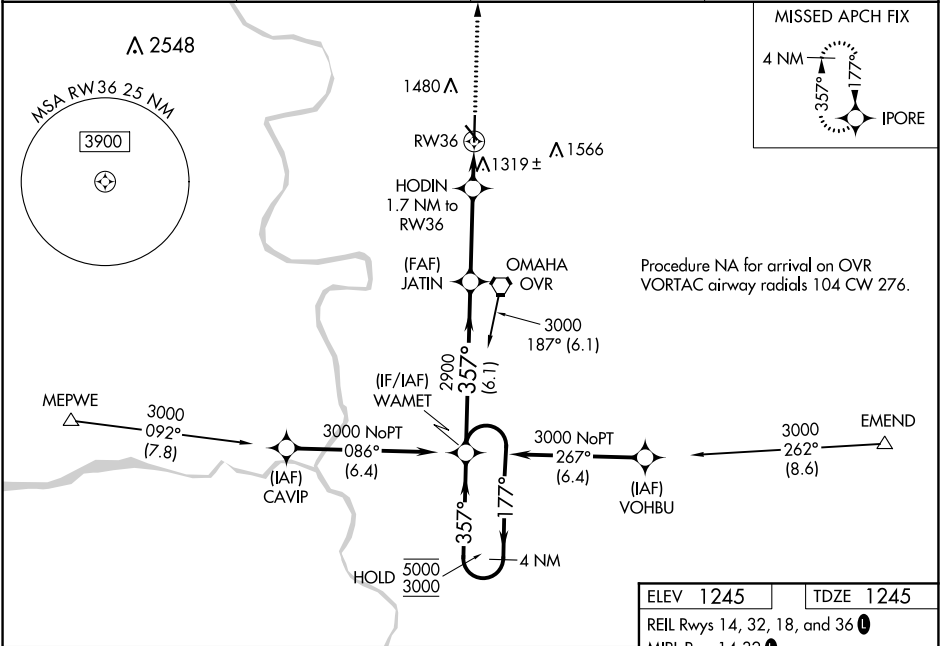 2548
MSA RW36 25 NM
3900
1480
RW36
1319 ±
1566
HODIN
1.7 NM to
RW36
MISSED APCH FIX
4 NM
357°
177°
IPORE
(FAF)
JATIN
OMAHA
OVR
3000
187° (6.1)
Procedure NA for arrival on OVR
VORTAC airway radials 104 CW 276.
2900
357°
(6.1)
(IF/IAF)
WAMET
MEPWE
3000
092°
(7.8)
(IAF)
CAVIP
3000 NoPT
086°
(6.4)
3000 NoPT
267°
(6.4)
(IAF)
VOHBU
3000
262°
(8.6)
EMEND
357°
177°
4 NM
HOLD
5000
3000
ELEV 1245
TDZE 1245
REIL Rwys 14, 32, 18, and 36 L